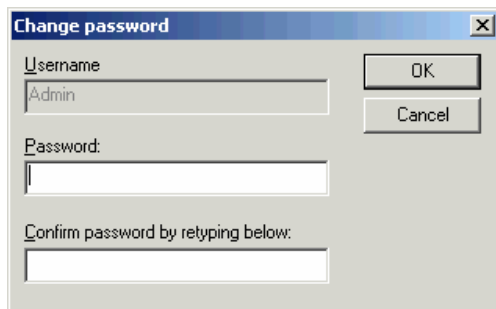 Change password
Username
OK
Admin
Cancel
Password:
Confirm password by retyping below: